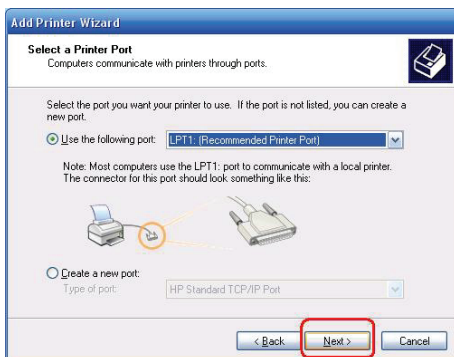 Add Printer Wizard
Select a Printer Port
Computers communicate with printers through ports.
Select the port you want your printer to use. If the port is not listed, you can create a
new port.
Use the following port: LPT1: (Recommended Printer Port)
Note: Most computers use the LPT1: port to communicate with a local printer.
The connector for this port should look something like this:
Create a new port:
Type of port: HP Standard TCP/IP Port
< Back Next > Cancel